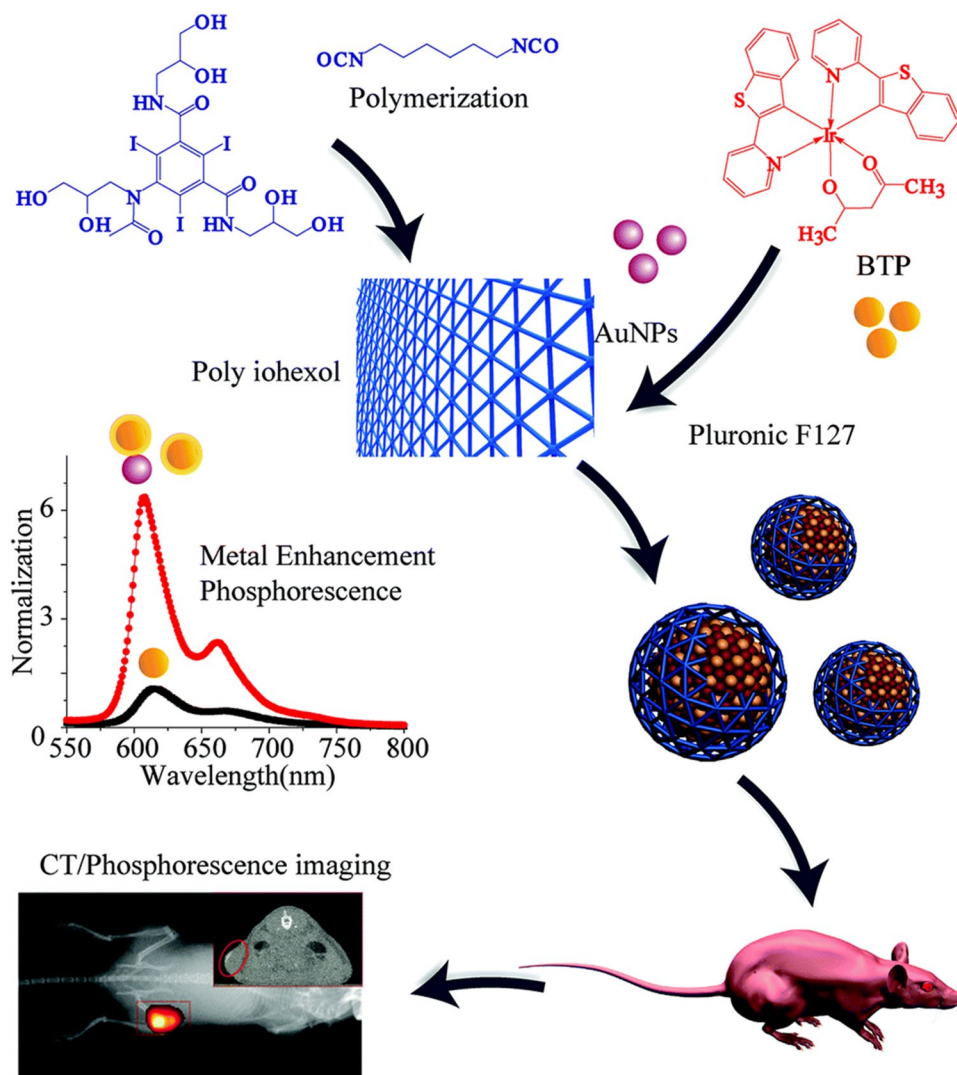 OH
OH
HN
O
I
I
HO
OH
N
O
I
O
N
H
OH
OH
OCN
NCO
Polymerization
S
N
S
Ir
N
O
O
CH3
H3C
BTP
AuNPs
Poly iohexol
Pluronic F127
6
3
0
Normalization
Metal Enhancement
Phosphorescence
550 600 650 700 750 800
Wavelength(nm)
CT/Phosphorescence imaging